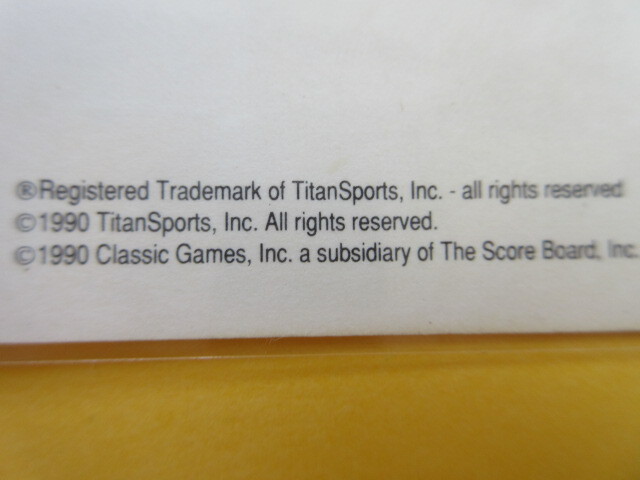 ®Registered Trademark of TitanSports, Inc. - all rights reserved
©1990 TitanSports, Inc. All rights reserved.
©1990 Classic Games, Inc. a subsidiary of The Score Board, Inc.